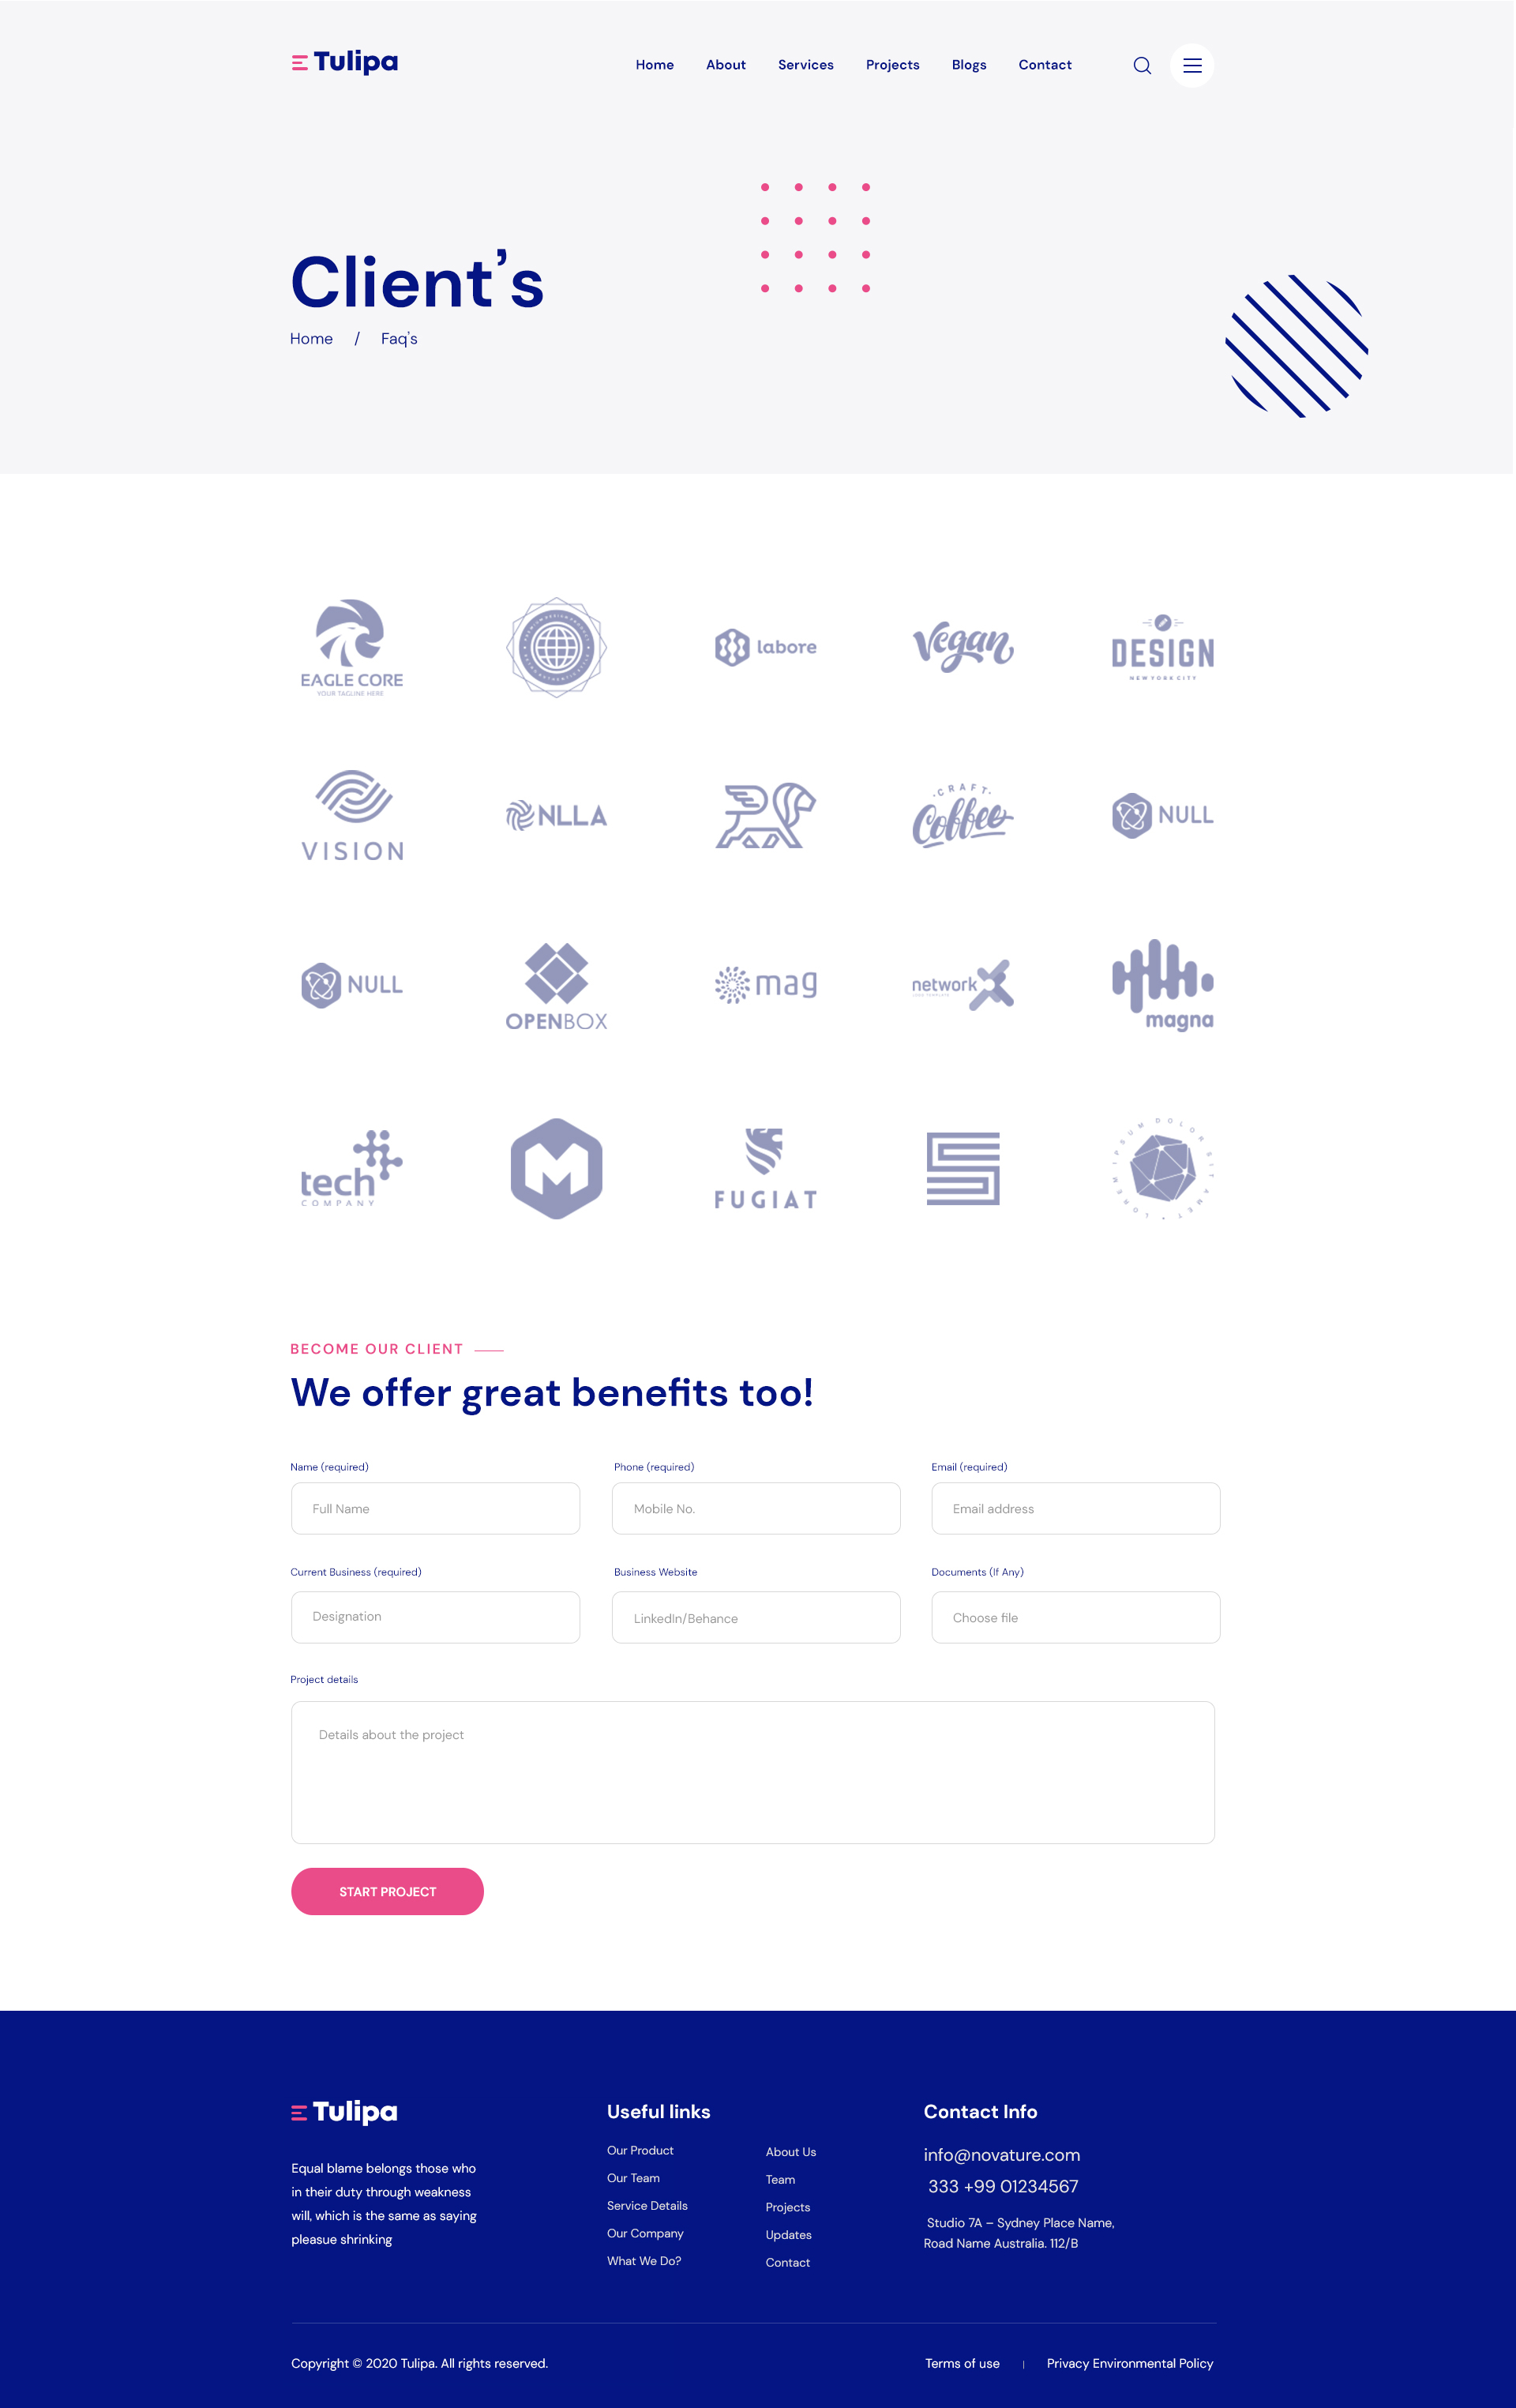 Tulipa
Home About Services Projects Blogs Contact
Client's
Home / Faq's
EAGLE CORE
YOUR TAGLINE HERE
labore
Vegan
DESIGN
NEW YORK CITY
VISION
NLLA
CRAFT
Coffee
NULL
NULL
OPENBOX
mag
network
LOGO TEMPLATE
magna
tech
COMPANY
M
FUGIAT
LOREM IPSUM DOLOR SIT AMET
BECOME OUR CLIENT
We offer great benefits too!
Name (required) Phone (required) Email (required)
Full Name Mobile No. Email address
Current Business (required) Business Website Documents (If Any)
Designation LinkedIn/Behance Choose file
Project details
Details about the project
START PROJECT
Tulipa
Equal blame belongs those who
in their duty through weakness
will, which is the same as saying
pleasue shrinking
Useful links
Our Product
Our Team
Service Details
Our Company
What We Do?
About Us
Team
Projects
Updates
Contact
Contact Info
info@novature.com
333 +99 01234567
Studio 7A – Sydney Place Name,
Road Name Australia. 112/B
Copyright © 2020 Tulipa. All rights reserved.
Terms of use | Privacy Environmental Policy